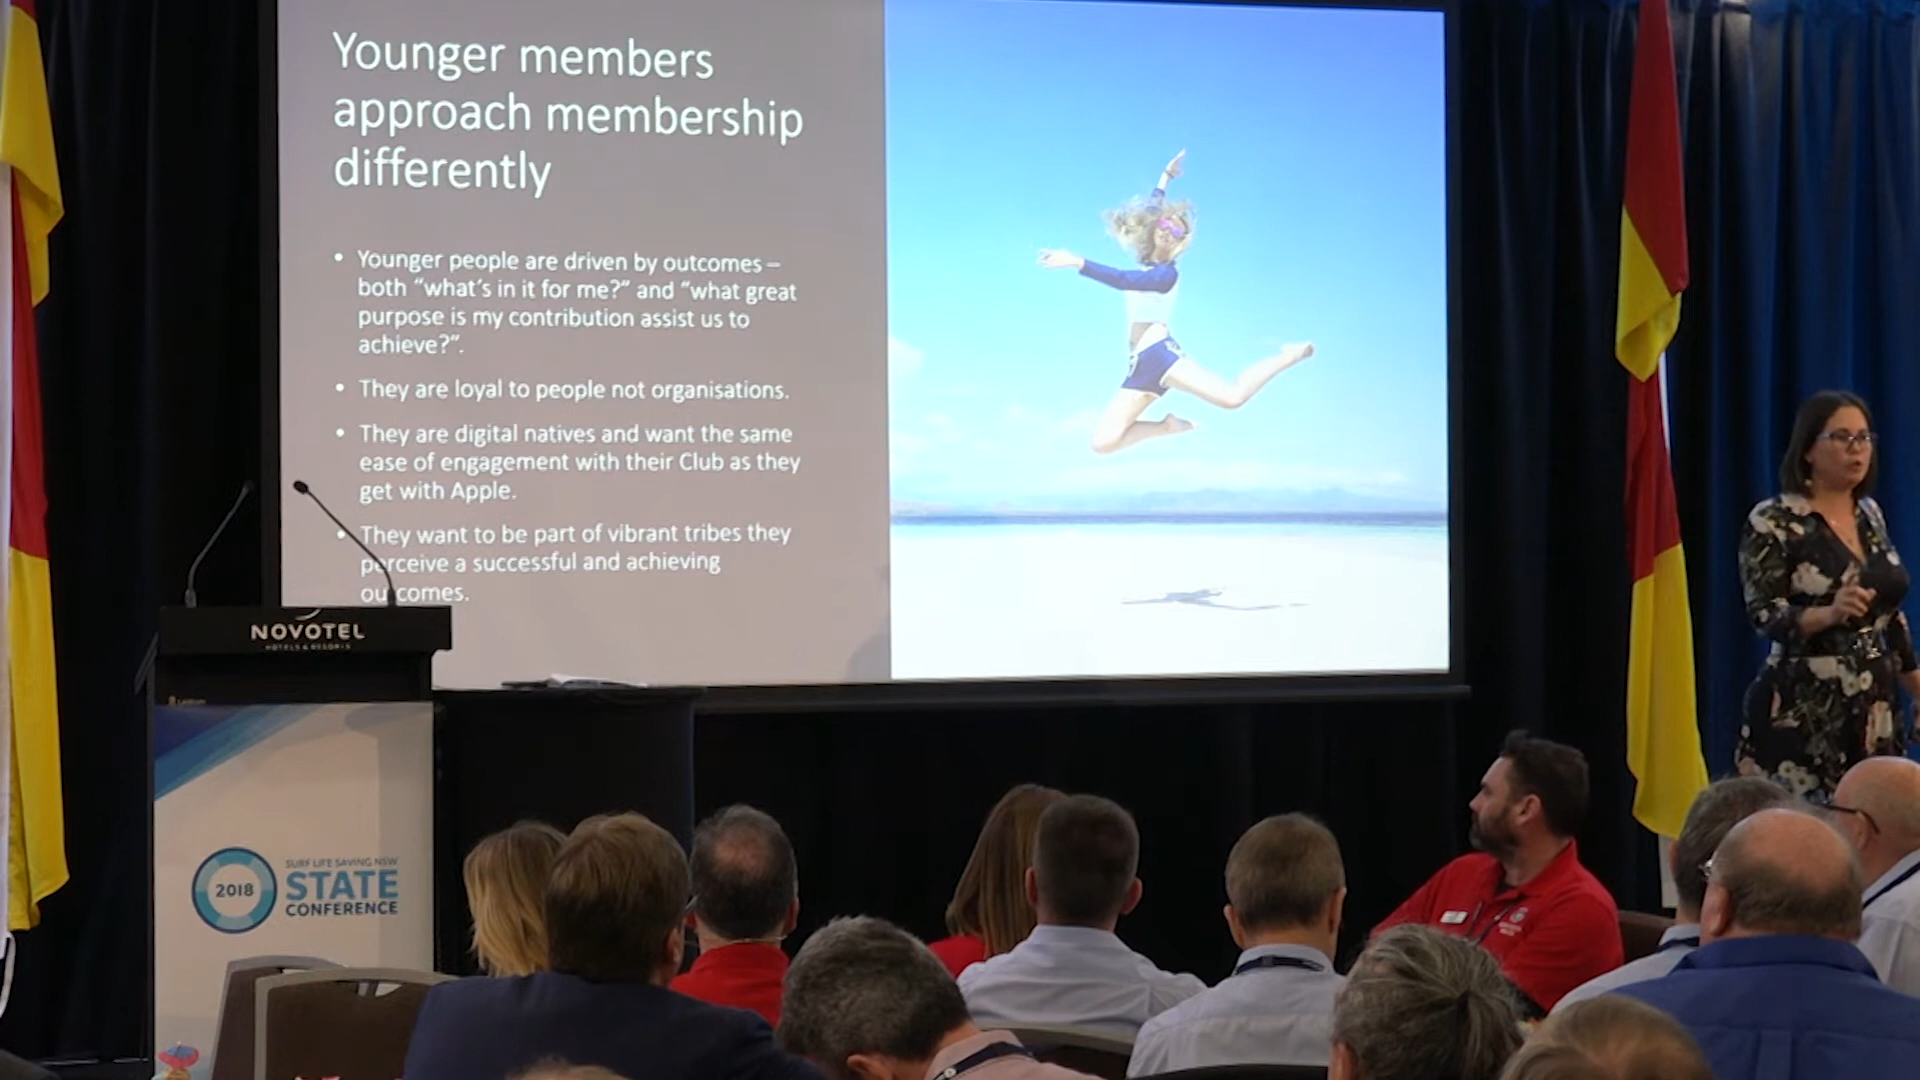 Younger members
approach membership
differently
• Younger people are driven by outcomes –
both “what’s in it for me?” and “what great
purpose is my contribution assist us to
achieve?”.
• They are loyal to people not organisations.
• They are digital natives and want the same
ease of engagement with their Club as they
get with Apple.
• They want to be part of vibrant tribes they
perceive a successful and achieving
outcomes.
NOVOTEL
HOTELS & RESORTS
SURF LIFE SAVING NSW
2018
STATE
CONFERENCE